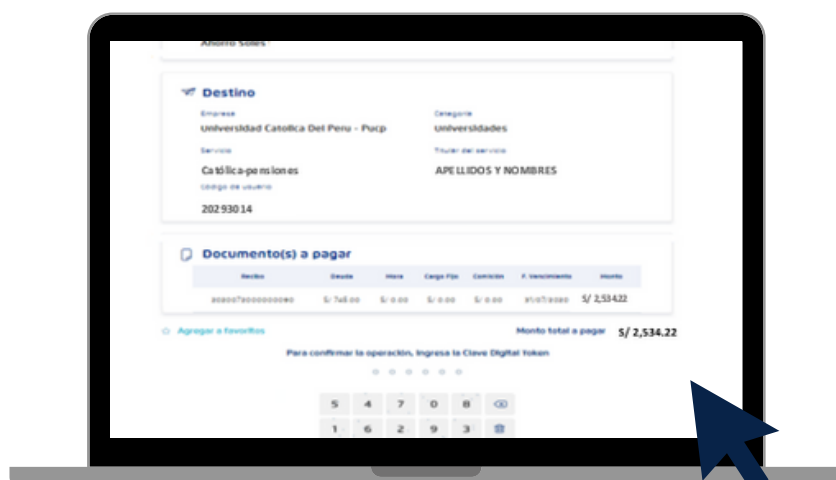 Ahorro Soles
Destino
Empresa
Categoría
Universidad Catolica Del Peru - Pucp
Universidades
Servicio
Titular del servicio
Católica-pensiones
APELLIDOS Y NOMBRES
Código de usuario
20293014
Documento(s) a pagar
Recibo Deuda Mora Cargo Fijo Comisión F. Vencimiento Monto
S/ 745.00 S/ 0.00 S/ 0.00 S/ 0.00 S/ 2,534.22
Agregar a favoritos
Monto total a pagar S/ 2,534.22
Para confirmar la operación, ingresa la Clave Digital Token
5 4 7 0 8
1 6 2 9 3